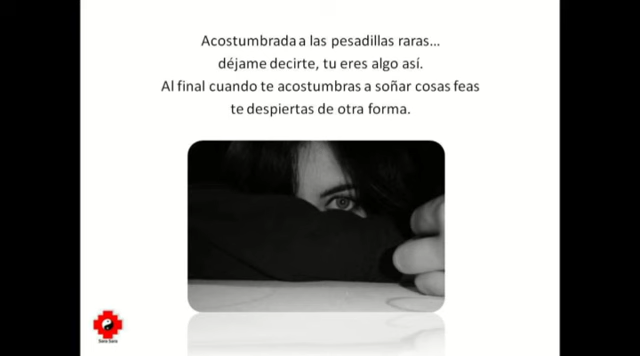 Acostumbrada a las pesadillas raras...
déjame decirte, tu eres algo así.
Al final cuando te acostumbras a soñar cosas feas
te despiertas de otra forma.